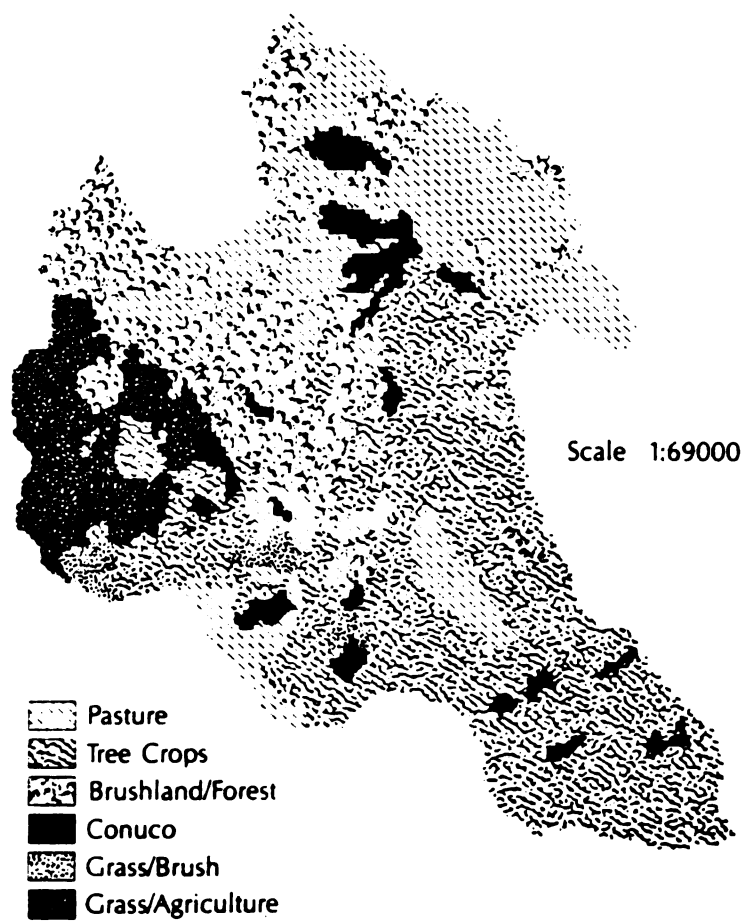 Scale 1:69000
Pasture
Tree Crops
Brushland/Forest
Conuco
Grass/Brush
Grass/Agriculture